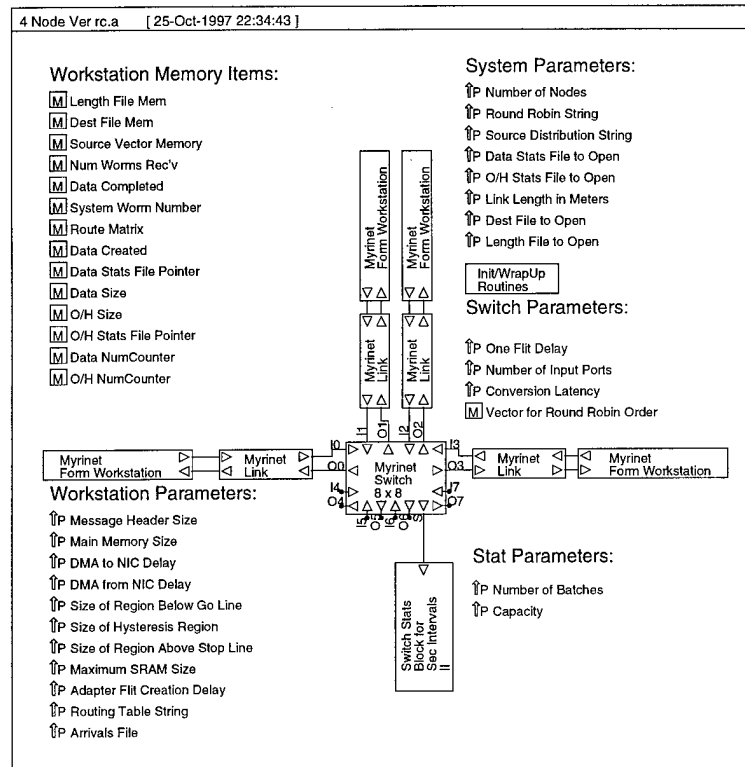 4 Node Ver rc.a [ 25-Oct-1997 22:34:43 ]
Workstation Memory Items:
M Length File Mem
M Dest File Mem
M Source Vector Memory
M Num Worms Rec'v
M Data Completed
M System Worm Number
M Route Matrix
M Data Created
M Data Stats File Pointer
M Data Size
M O/H Size
M O/H Stats File Pointer
M Data NumCounter
M O/H NumCounter
System Parameters:
⇑P Number of Nodes
⇑P Round Robin String
⇑P Source Distribution String
⇑P Data Stats File to Open
⇑P O/H Stats File to Open
⇑P Link Length in Meters
⇑P Dest File to Open
⇑P Length File to Open
Init/WrapUp
Routines
Switch Parameters:
⇑P One Flit Delay
⇑P Number of Input Ports
⇑P Conversion Latency
M Vector for Round Robin Order
Myrinet
Form Workstation
Myrinet
Form Workstation
Myrinet
Link
Myrinet
Link
I1
O1
I2
O2
Myrinet
Form Workstation
Myrinet
Link
I0
O0
I4
O4
Myrinet
Switch
8 x 8
I3
O3
I7
O7
Myrinet
Link
Myrinet
Form Workstation
I5
O5
I6
O6
S
Switch Stats
Block for
Sec Intervals
II
Workstation Parameters:
⇑P Message Header Size
⇑P Main Memory Size
⇑P DMA to NIC Delay
⇑P DMA from NIC Delay
⇑P Size of Region Below Go Line
⇑P Size of Hysteresis Region
⇑P Size of Region Above Stop Line
⇑P Maximum SRAM Size
⇑P Adapter Flit Creation Delay
⇑P Routing Table String
⇑P Arrivals File
Stat Parameters:
⇑P Number of Batches
⇑P Capacity